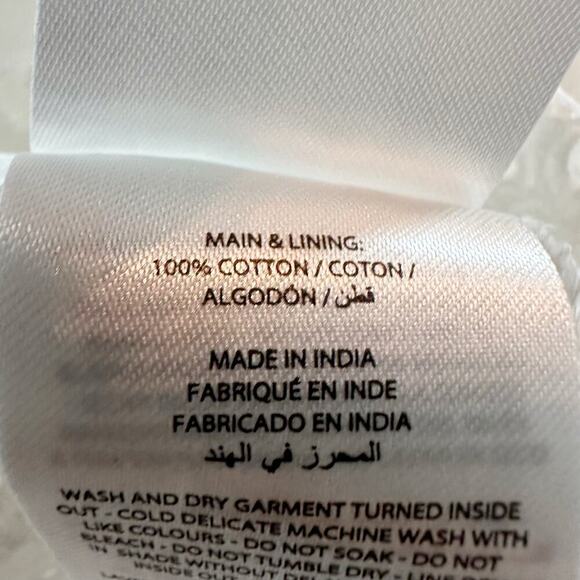 MAIN & LINING:
100% COTTON / COTON /
ALGODÓN / قطن
MADE IN INDIA
FABRIQUÉ EN INDE
FABRICADO EN INDIA
المحرز في الهند
WASH AND DRY GARMENT TURNED INSIDE
OUT - COLD DELICATE MACHINE WASH WITH
LIKE COLOURS - DO NOT SOAK - DO NOT
BLEACH - DO NOT TUMBLE DRY - LINE
IN SHADE WITHOUT
INSIDE